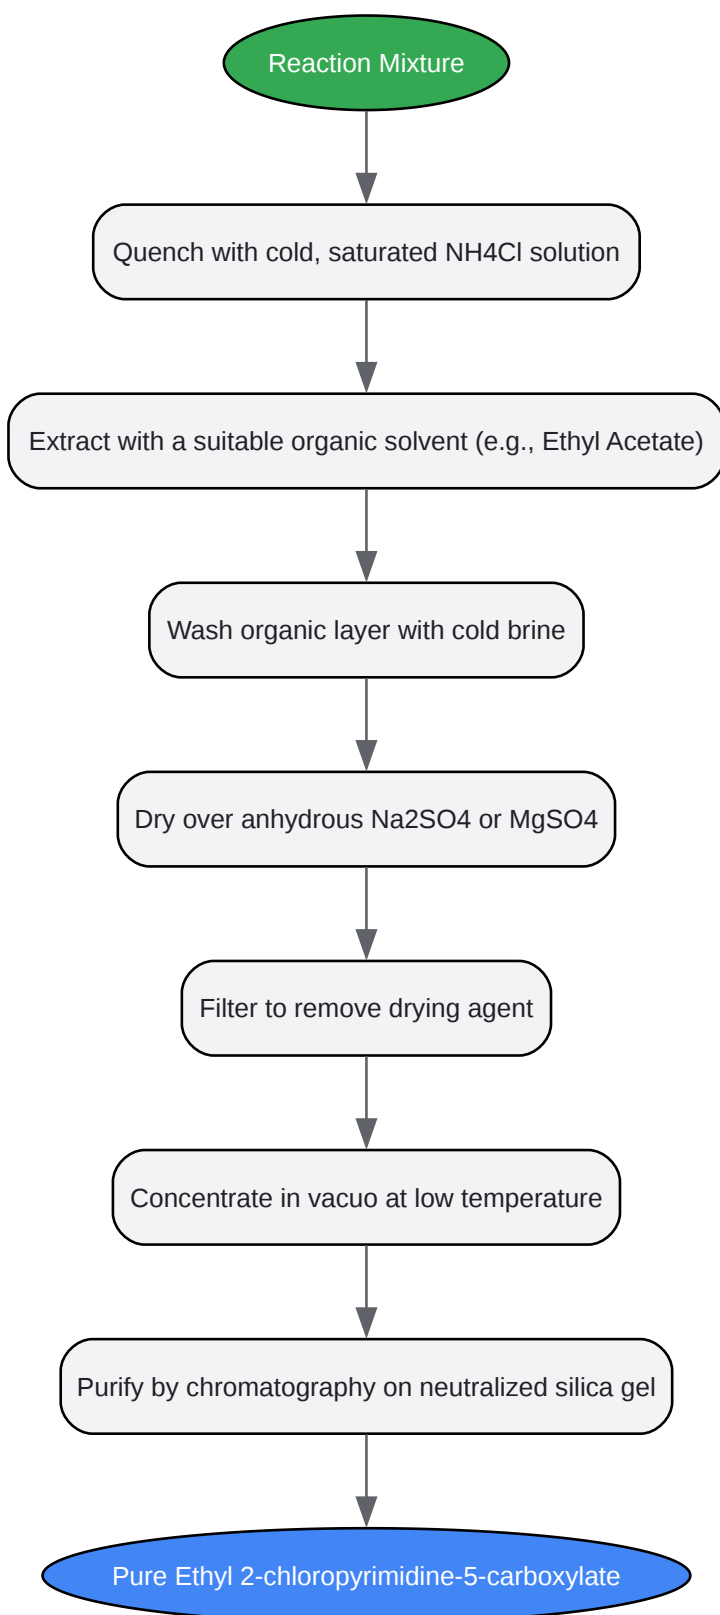 Reaction Mixture
Quench with cold, saturated NH4Cl solution
Extract with a suitable organic solvent (e.g., Ethyl Acetate)
Wash organic layer with cold brine
Dry over anhydrous Na2SO4 or MgSO4
Filter to remove drying agent
Concentrate in vacuo at low temperature
Purify by chromatography on neutralized silica gel
Pure Ethyl 2-chloropyrimidine-5-carboxylate